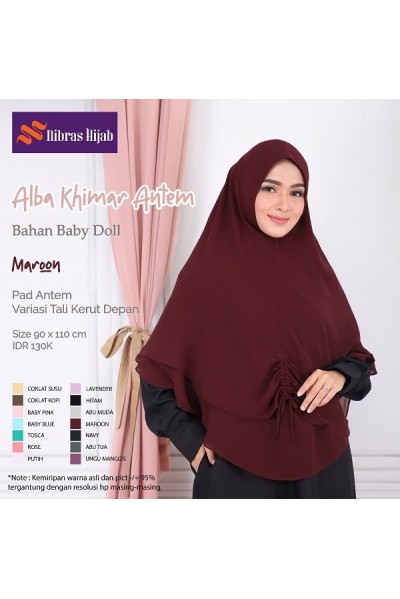 Nibras Hijab
Alba Khimar Antem
Bahan Baby Doll
Maroon
Pad Antem
Variasi Tali Kerut Depan
Size 90 x 110 cm
IDR 130K
COKLAT SUSU
COKLAT KOPI
BABY PINK
BABY BLUE
TOSCA
ROSE
PUTIH
LAVENDER
HITAM
ABU MUDA
MAROON
NAVY
ABU TUA
UNGU MANGGIS
*Note : Kemiripan warna asli dan pict +/+ 95%
tergantung dengan resolusi hp masing-masing.